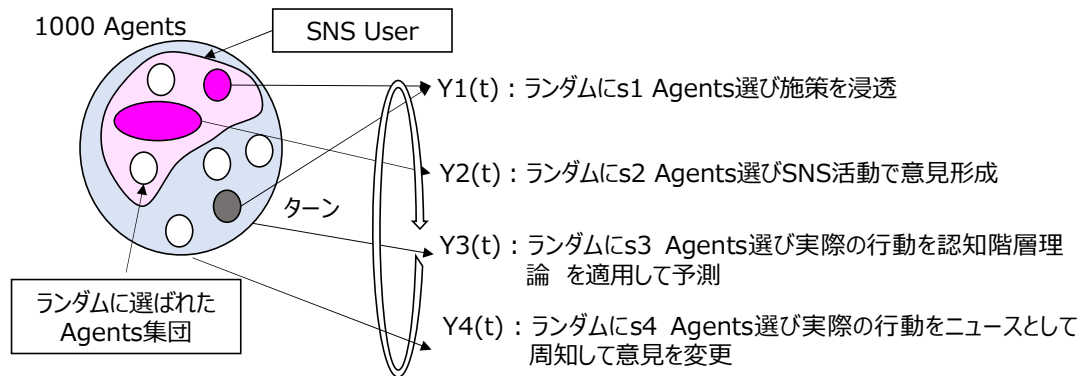 1000 Agents
SNS User
Y1(t) : ランダムにs1 Agents選び施策を浸透
Y2(t) : ランダムにs2 Agents選びSNS活動で意見形成
ターン
Y3(t) : ランダムにs3 Agents選び実際の行動を認知階層理
論 を適用して予測
ランダムに選ばれた
Agents集団
Y4(t) : ランダムにs4 Agents選び実際の行動をニュースとして
周知して意見を変更